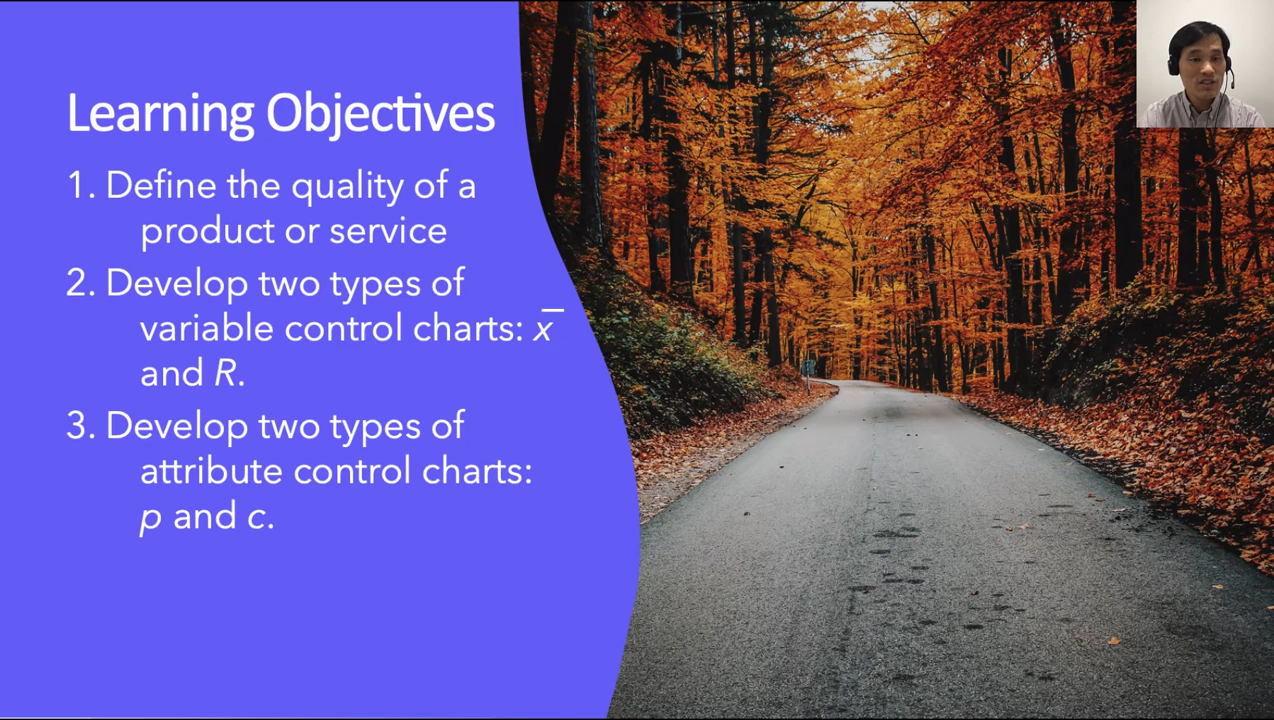 Learning Objectives
1. Define the quality of a
product or service
2. Develop two types of
variable control charts: x̅
and R.
3. Develop two types of
attribute control charts:
p and c.